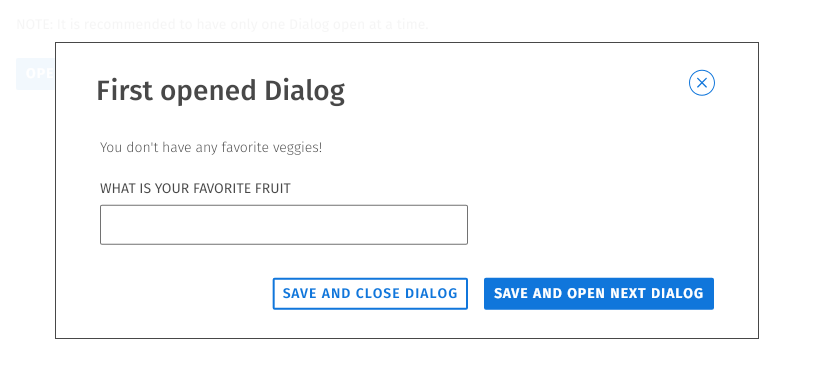 NOTE: It is recommended to have only one Dialog open at a time.
OPE
First opened Dialog
You don't have any favorite veggies!
WHAT IS YOUR FAVORITE FRUIT
SAVE AND CLOSE DIALOG
SAVE AND OPEN NEXT DIALOG